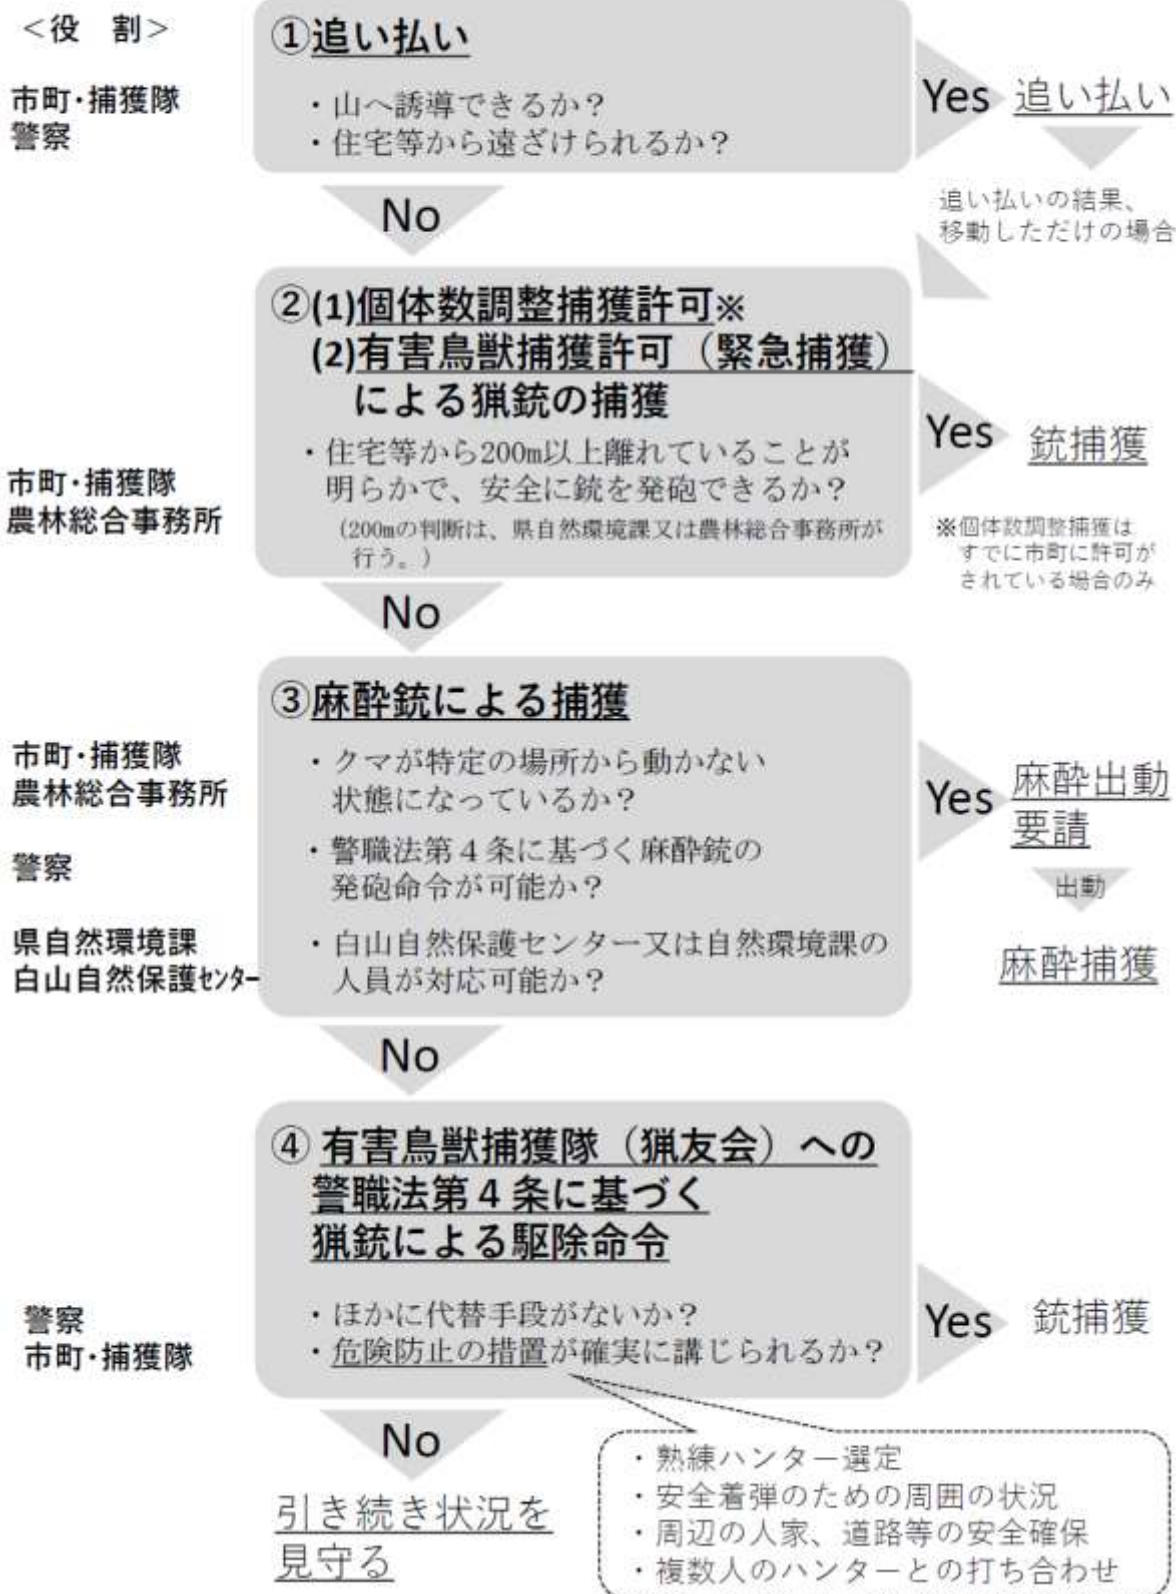 ＜役　割＞
①追い払い
市町・捕獲隊
警察
・山へ誘導できるか？
・住宅等から遠ざけられるか？
Yes
追い払い
追い払いの結果、
移動しただけの場合
No
②(1)個体数調整捕獲許可※
(2)有害鳥獣捕獲許可（緊急捕獲）
による猟銃の捕獲
市町・捕獲隊
農林総合事務所
・住宅等から200m以上離れていることが
明らかで、安全に銃を発砲できるか？
（200mの判断は、県自然環境課又は農林総合事務所が
行う。）
Yes
銃捕獲
※個体数調整捕獲は
すでに市町に許可が
されている場合のみ
No
③麻酔銃による捕獲
市町・捕獲隊
農林総合事務所
警察
県自然環境課
白山自然保護ｾﾝﾀｰ
・クマが特定の場所から動かない
状態になっているか？
・警職法第４条に基づく麻酔銃の
発砲命令が可能か？
・白山自然保護センター又は自然環境課の
人員が対応可能か？
Yes
麻酔出動
要請
出動
麻酔捕獲
No
④ 有害鳥獣捕獲隊（猟友会）への
警職法第４条に基づく
猟銃による駆除命令
警察
市町・捕獲隊
・ほかに代替手段がないか？
・危険防止の措置が確実に講じられるか？
Yes
銃捕獲
No
引き続き状況を
見守る
・熟練ハンター選定
・安全着弾のための周囲の状況
・周辺の人家、道路等の安全確保
・複数人のハンターとの打ち合わせ